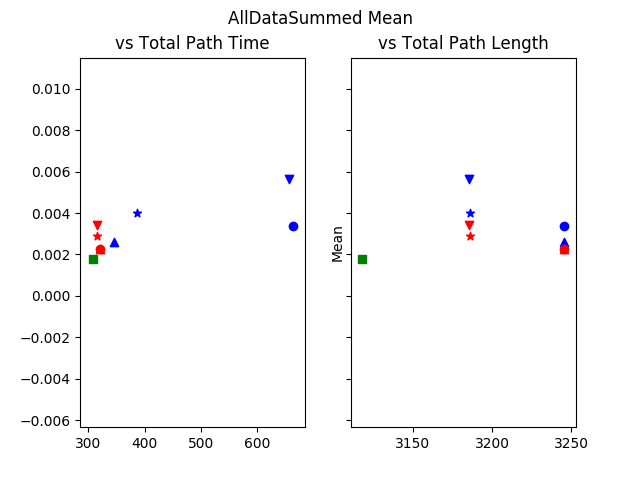 AllDataSummed Mean
vs Total Path Time
vs Total Path Length
0.010
0.008
0.006
0.004
0.002
0.000
−0.002
−0.004
−0.006
Mean
300 400 500 600
3150 3200 3250